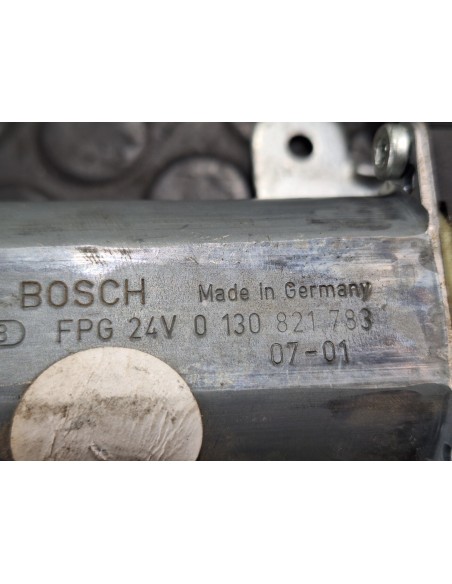 BOSCH Made in Germany
FPG 24V 0 130 821 783
07-01